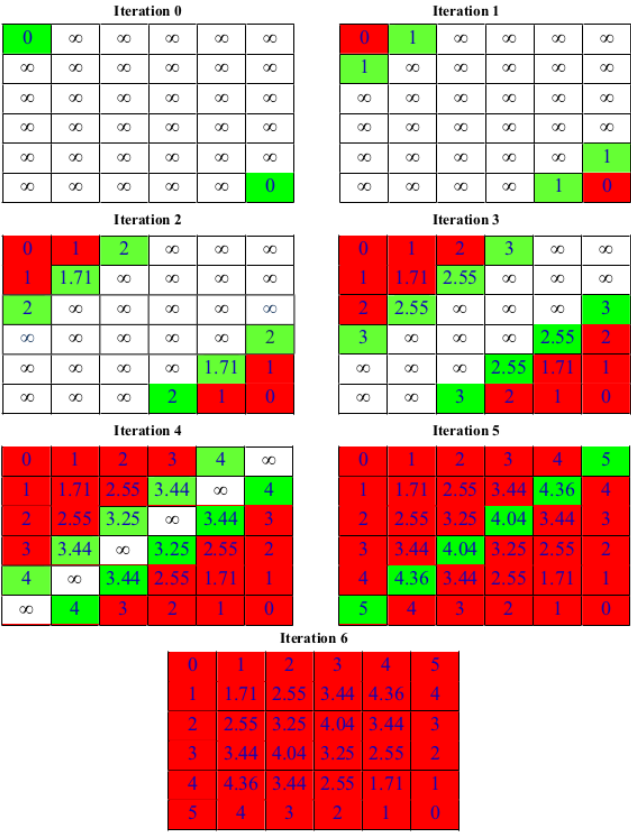 Iteration 0
0 ∞ ∞ ∞ ∞ ∞
∞ ∞ ∞ ∞ ∞ ∞
∞ ∞ ∞ ∞ ∞ ∞
∞ ∞ ∞ ∞ ∞ ∞
∞ ∞ ∞ ∞ ∞ ∞
∞ ∞ ∞ ∞ ∞ 0
Iteration 1
0 1 ∞ ∞ ∞ ∞
1 ∞ ∞ ∞ ∞ ∞
∞ ∞ ∞ ∞ ∞ ∞
∞ ∞ ∞ ∞ ∞ ∞
∞ ∞ ∞ ∞ ∞ 1
∞ ∞ ∞ ∞ 1 0
Iteration 2
0 1 2 ∞ ∞ ∞
1 1.71 ∞ ∞ ∞ ∞
2 ∞ ∞ ∞ ∞ ∞
∞ ∞ ∞ ∞ ∞ 2
∞ ∞ ∞ ∞ 1.71 1
∞ ∞ ∞ 2 1 0
Iteration 3
0 1 2 3 ∞ ∞
1 1.71 2.55 ∞ ∞ ∞
2 2.55 ∞ ∞ ∞ 3
3 ∞ ∞ ∞ 2.55 2
∞ ∞ ∞ 2.55 1.71 1
∞ ∞ 3 2 1 0
Iteration 4
0 1 2 3 4 ∞
1 1.71 2.55 3.44 ∞ 4
2 2.55 3.25 ∞ 3.44 3
3 3.44 ∞ 3.25 2.55 2
4 ∞ 3.44 2.55 1.71 1
∞ 4 3 2 1 0
Iteration 5
0 1 2 3 4 5
1 1.71 2.55 3.44 4.36 4
2 2.55 3.25 4.04 3.44 3
3 3.44 4.04 3.25 2.55 2
4 4.36 3.44 2.55 1.71 1
5 4 3 2 1 0
Iteration 6
0 1 2 3 4 5
1 1.71 2.55 3.44 4.36 4
2 2.55 3.25 4.04 3.44 3
3 3.44 4.04 3.25 2.55 2
4 4.36 3.44 2.55 1.71 1
5 4 3 2 1 0